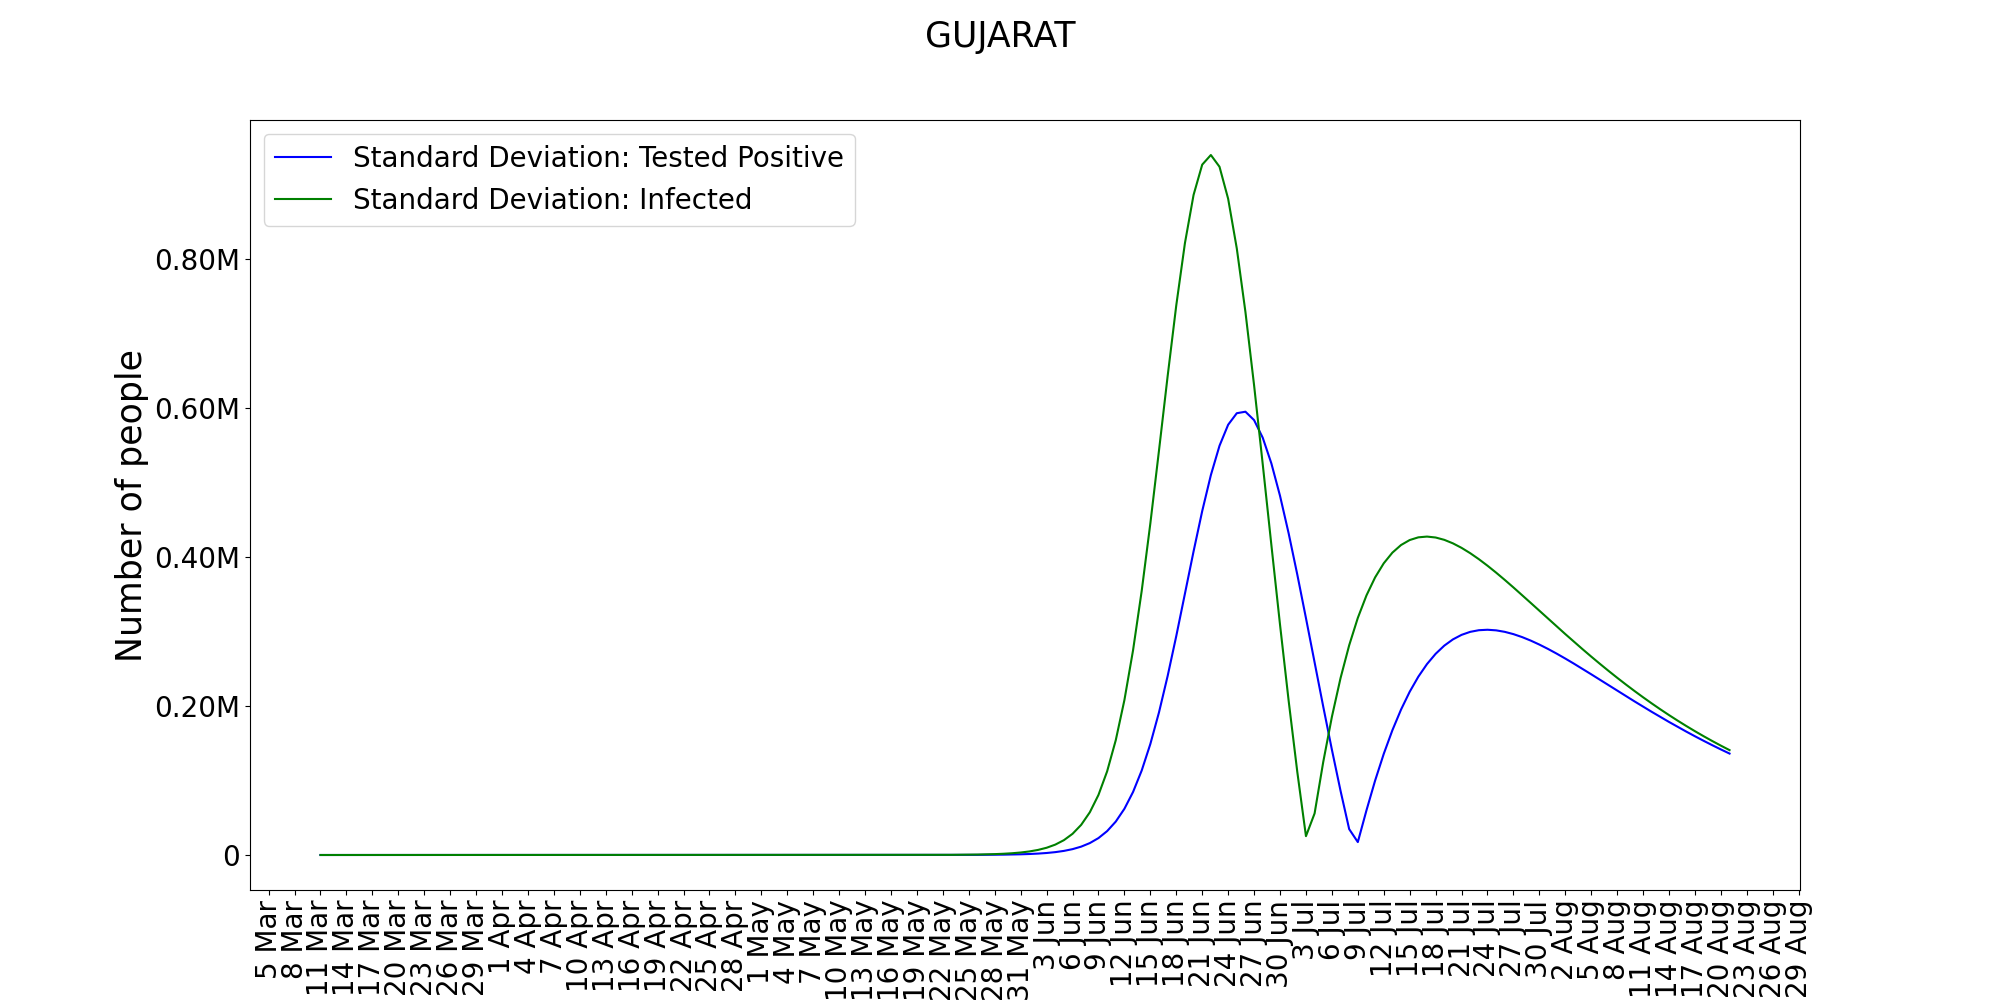 GUJARAT
Standard Deviation: Tested Positive
Standard Deviation: Infected
Number of people
0.80M
0.60M
0.40M
0.20M
0
5 Mar
8 Mar
11 Mar
14 Mar
17 Mar
20 Mar
23 Mar
26 Mar
29 Mar
1 Apr
4 Apr
7 Apr
10 Apr
13 Apr
16 Apr
19 Apr
22 Apr
25 Apr
28 Apr
1 May
4 May
7 May
10 May
13 May
16 May
19 May
22 May
25 May
28 May
31 May
3 Jun
6 Jun
9 Jun
12 Jun
15 Jun
18 Jun
21 Jun
24 Jun
27 Jun
30 Jun
3 Jul
6 Jul
9 Jul
12 Jul
15 Jul
18 Jul
21 Jul
24 Jul
27 Jul
30 Jul
2 Aug
5 Aug
8 Aug
11 Aug
14 Aug
17 Aug
20 Aug
23 Aug
26 Aug
29 Aug